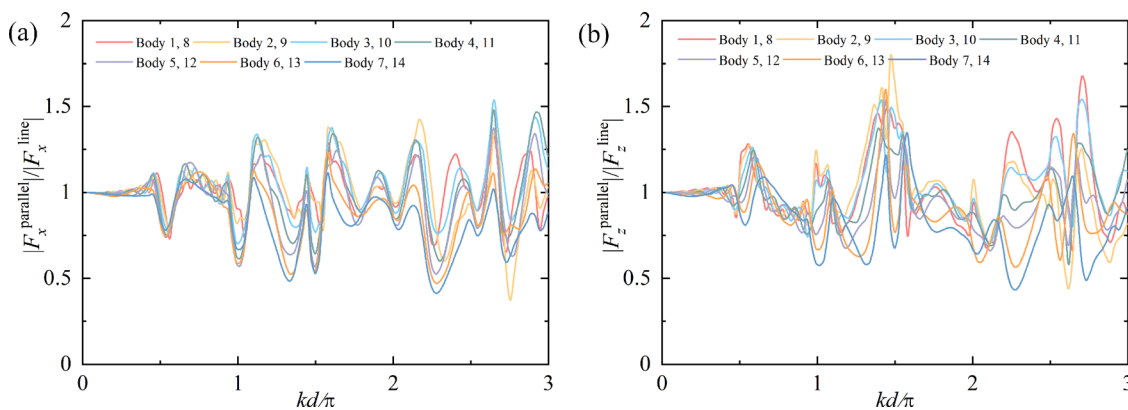 (a)
2
1.5
1
0.5
0
|F_x^parallel|/|F_x^line|
Body 1, 8 Body 2, 9 Body 3, 10 Body 4, 11
Body 5, 12 Body 6, 13 Body 7, 14
0 1 2 3
kd/π
(b)
2
1.5
1
0.5
0
|F_z^parallel|/|F_z^line|
Body 1, 8 Body 2, 9 Body 3, 10 Body 4, 11
Body 5, 12 Body 6, 13 Body 7, 14
0 1 2 3
kd/π